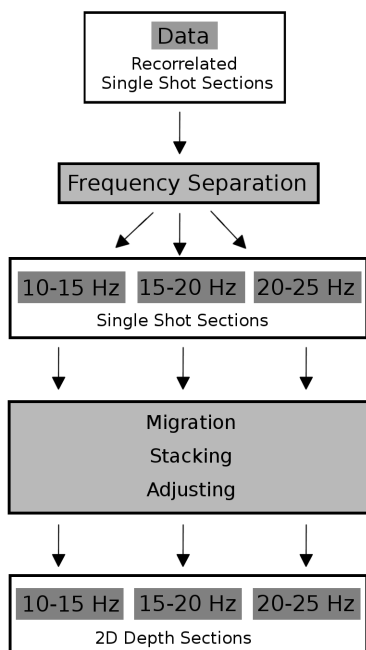 Data
Recorrelated
Single Shot Sections
Frequency Separation
10-15 Hz 15-20 Hz 20-25 Hz
Single Shot Sections
Migration
Stacking
Adjusting
10-15 Hz 15-20 Hz 20-25 Hz
2D Depth Sections